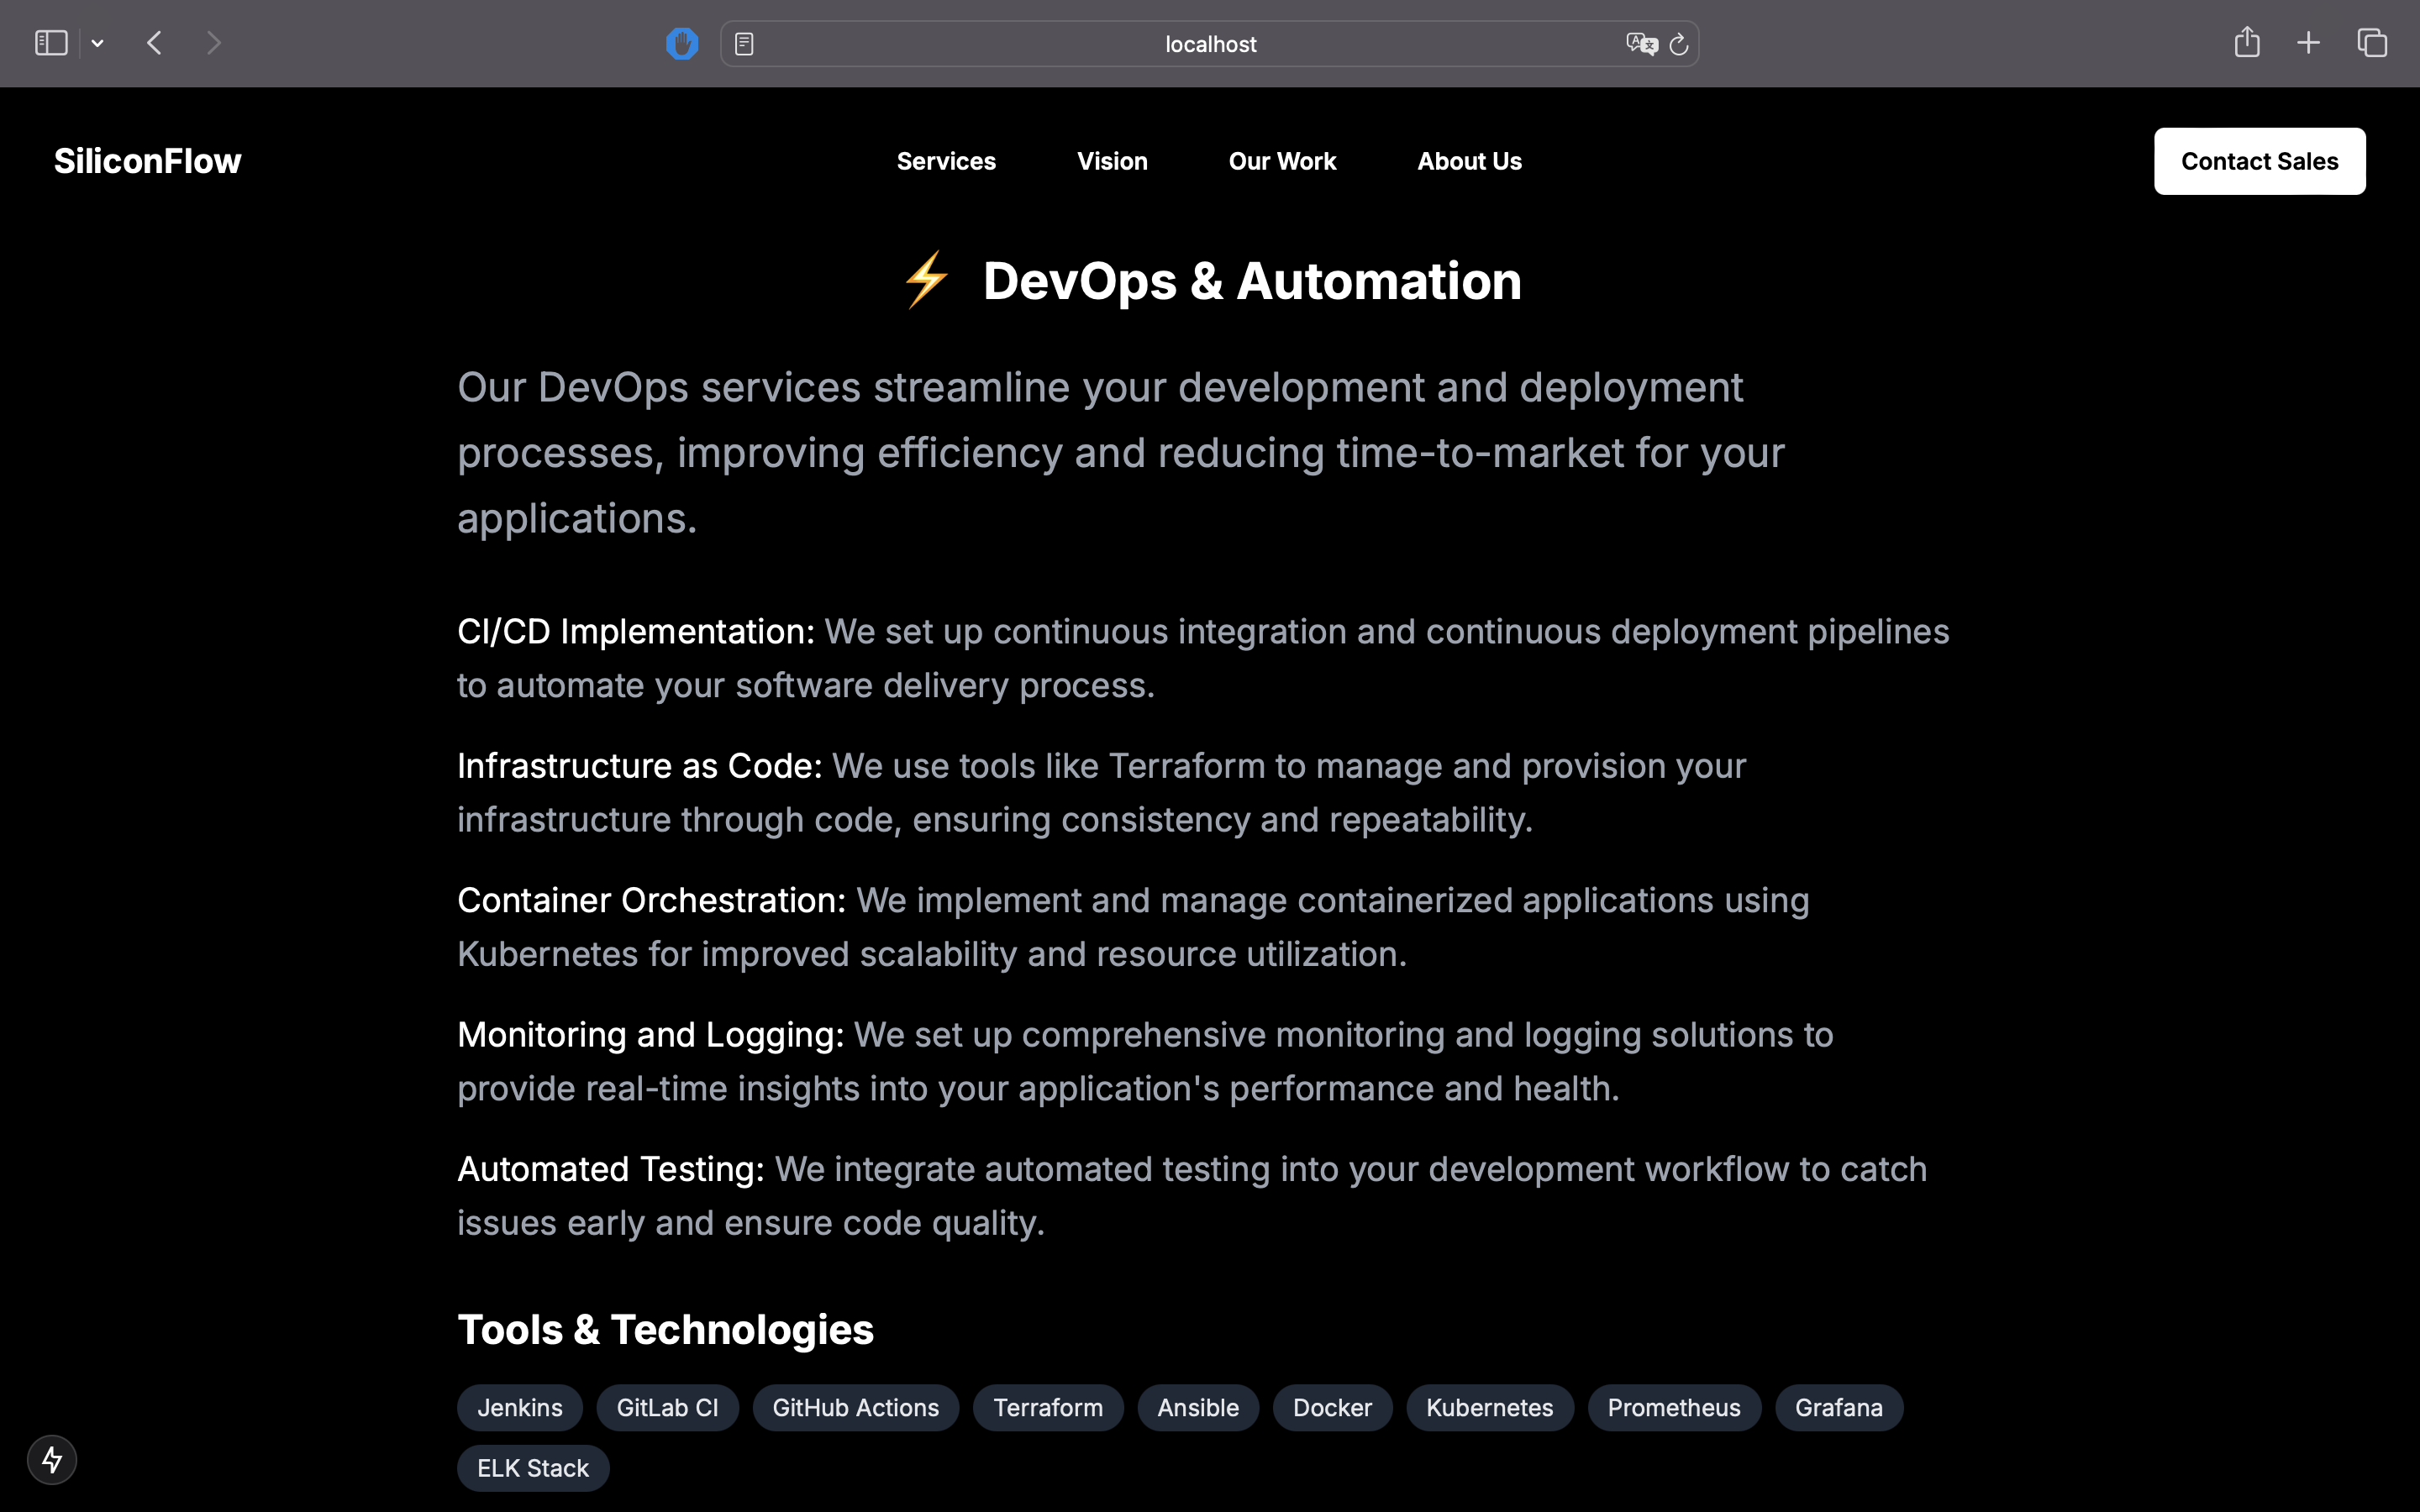 localhost
SiliconFlow
Services
Vision
Our Work
About Us
Contact Sales
DevOps & Automation
Our DevOps services streamline your development and deployment
processes, improving efficiency and reducing time-to-market for your
applications.
CI/CD Implementation: We set up continuous integration and continuous deployment pipelines
to automate your software delivery process.
Infrastructure as Code: We use tools like Terraform to manage and provision your
infrastructure through code, ensuring consistency and repeatability.
Container Orchestration: We implement and manage containerized applications using
Kubernetes for improved scalability and resource utilization.
Monitoring and Logging: We set up comprehensive monitoring and logging solutions to
provide real-time insights into your application's performance and health.
Automated Testing: We integrate automated testing into your development workflow to catch
issues early and ensure code quality.
Tools & Technologies
Jenkins
GitLab CI
GitHub Actions
Terraform
Ansible
Docker
Kubernetes
Prometheus
Grafana
ELK Stack